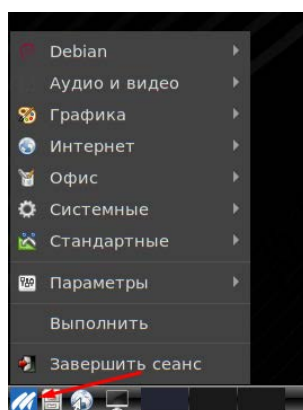 Debian
Аудио и видео
Графика
Интернет
Офис
Системные
Стандартные
Параметры
Выполнить
Завершить сеанс